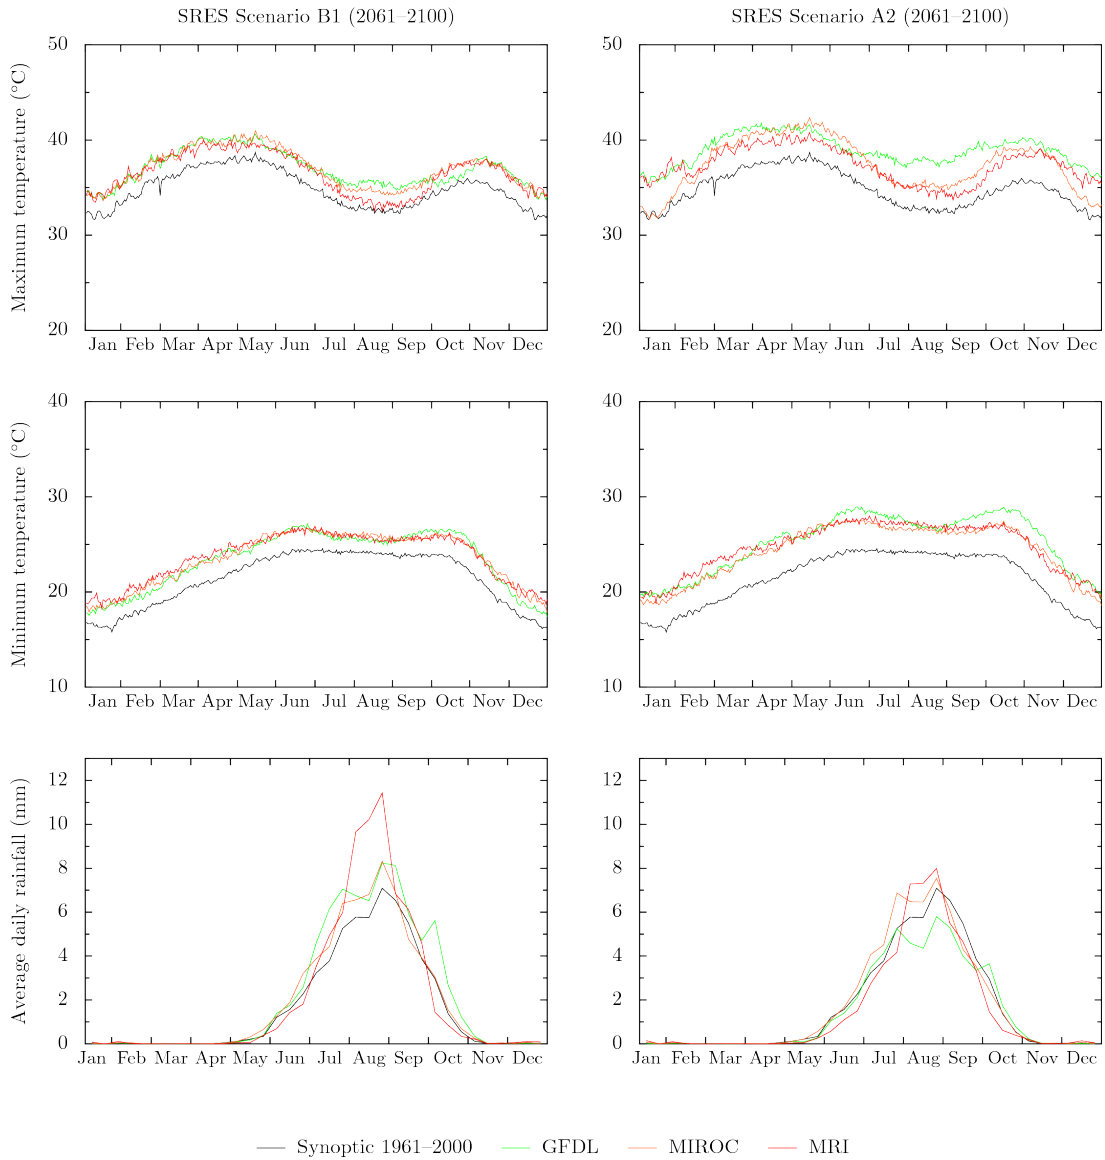 SRES Scenario B1 (2061–2100) SRES Scenario A2 (2061–2100)
Maximum temperature (°C)
50
40
30
20
Jan Feb Mar Apr May Jun Jul Aug Sep Oct Nov Dec
50
40
30
20
Jan Feb Mar Apr May Jun Jul Aug Sep Oct Nov Dec
Minimum temperature (°C)
40
30
20
10
Jan Feb Mar Apr May Jun Jul Aug Sep Oct Nov Dec
40
30
20
10
Jan Feb Mar Apr May Jun Jul Aug Sep Oct Nov Dec
Average daily rainfall (mm)
12
10
8
6
4
2
0
Jan Feb Mar Apr May Jun Jul Aug Sep Oct Nov Dec
12
10
8
6
4
2
0
Jan Feb Mar Apr May Jun Jul Aug Sep Oct Nov Dec
Synoptic 1961–2000 GFDL MIROC MRI